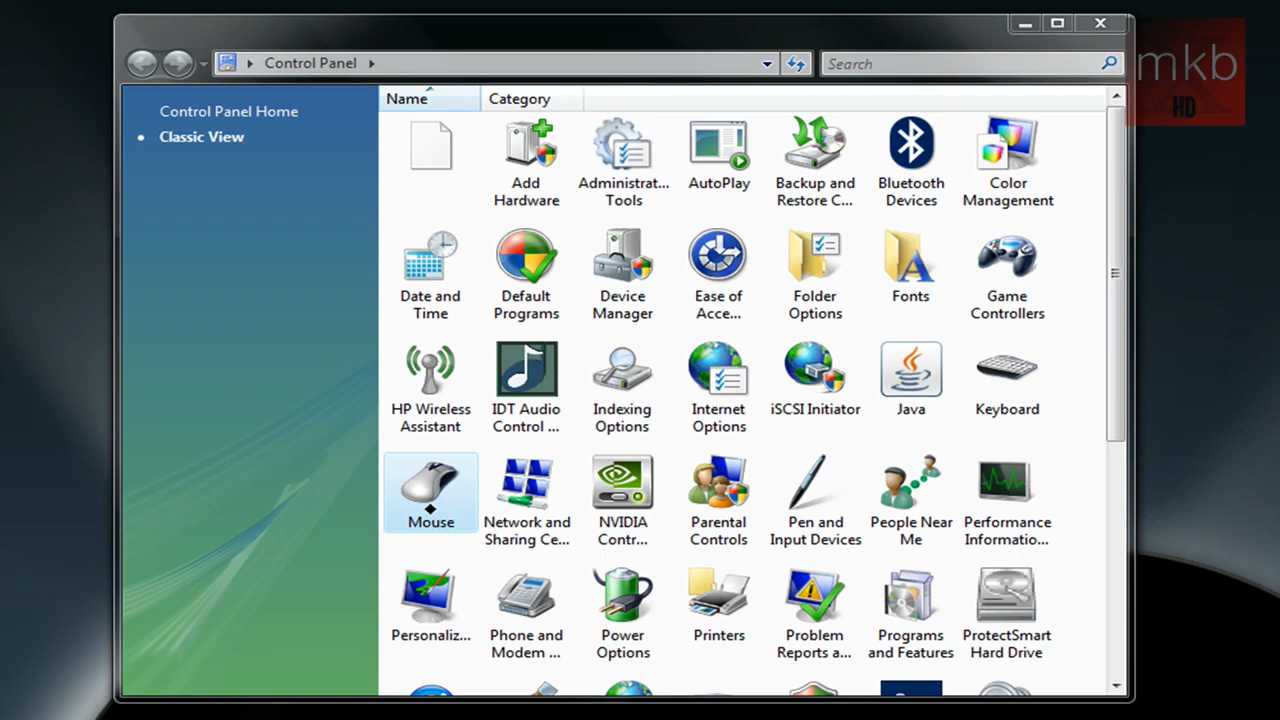 Control Panel
Search
mkb
HD
Control Panel Home
Classic View
Name
Category
Add Hardware
Administrat... Tools
AutoPlay
Backup and Restore C...
Bluetooth Devices
Color Management
Date and Time
Default Programs
Device Manager
Ease of Acce...
Folder Options
Fonts
Game Controllers
HP Wireless Assistant
IDT Audio Control ...
Indexing Options
Internet Options
iSCSI Initiator
Java
Keyboard
Mouse
Network and Sharing Ce...
NVIDIA Contr...
Parental Controls
Pen and Input Devices
People Near Me
Performance Informatio...
Personaliz...
Phone and Modem ...
Power Options
Printers
Problem Reports a...
Programs and Features
ProtectSmart Hard Drive